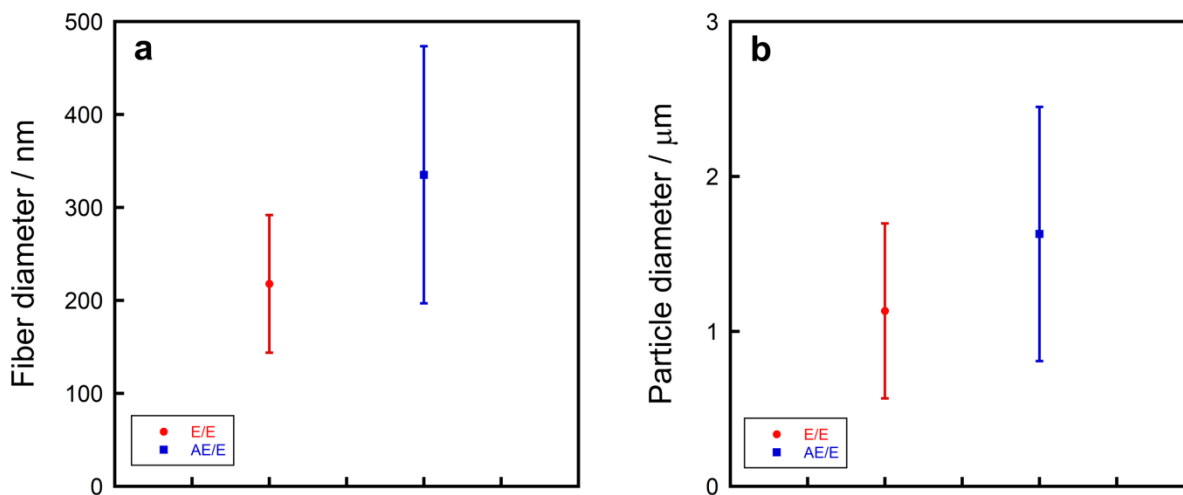 a
Fiber diameter / nm
500
400
300
200
100
0
E/E
AE/E
b
Particle diameter / μm
3
2
1
0
E/E
AE/E